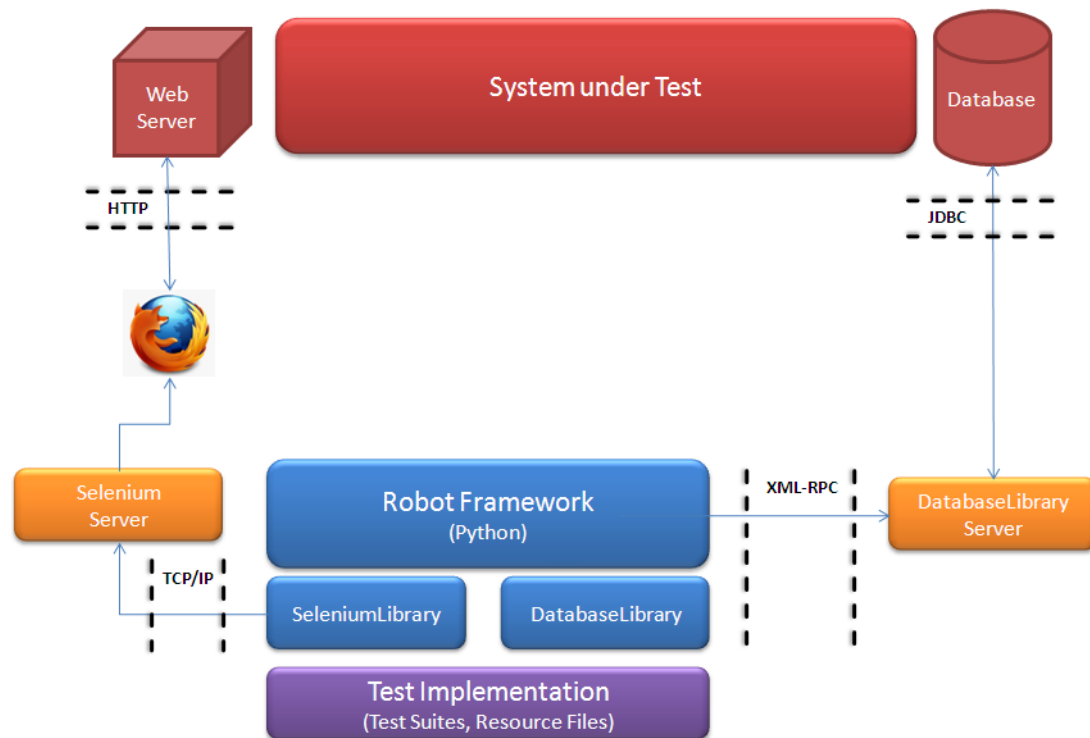 Web
Server
System under Test
Database
HTTP
JDBC
Selenium
Server
Robot Framework
(Python)
XML-RPC
DatabaseLibrary
Server
TCP/IP
SeleniumLibrary
DatabaseLibrary
Test Implementation
(Test Suites, Resource Files)